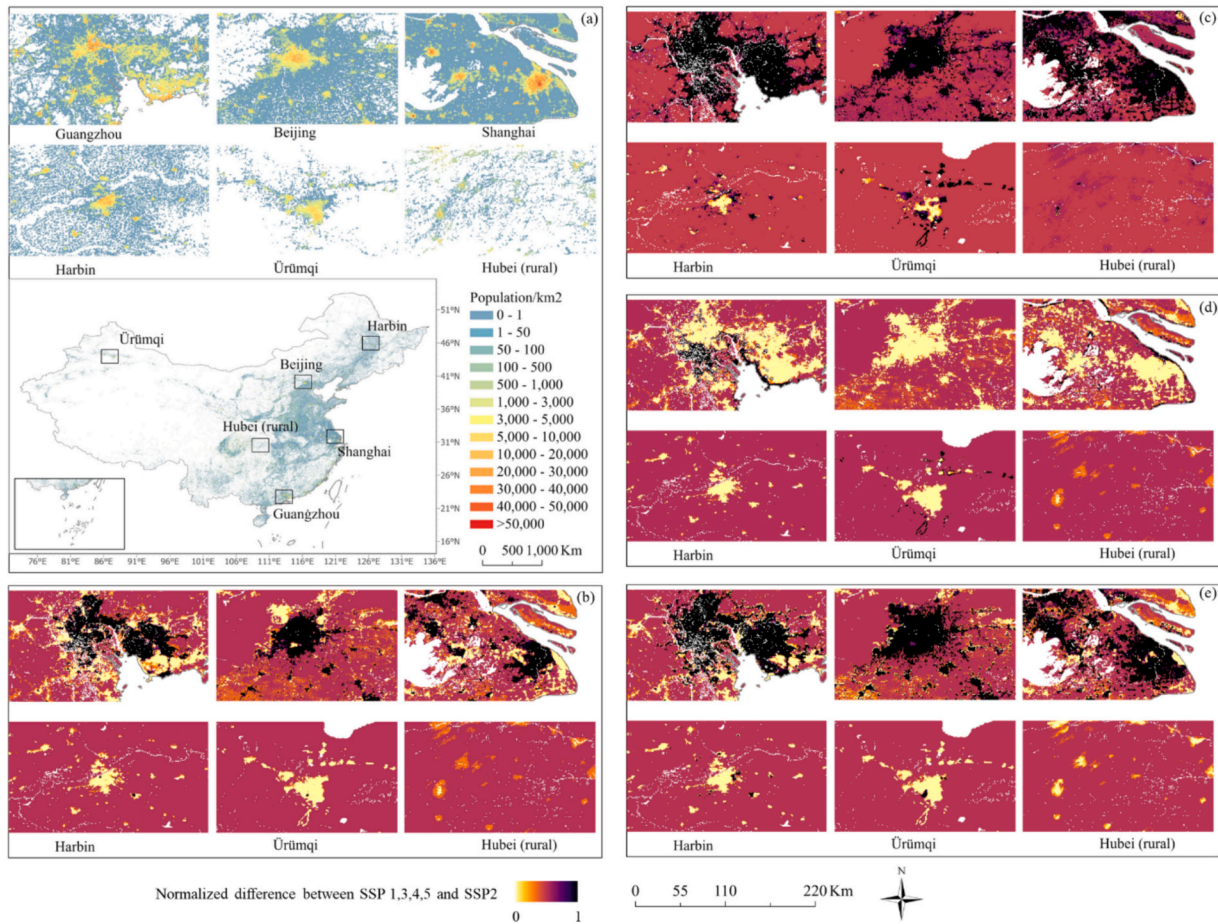 (a)
Guangzhou Beijing Shanghai
Harbin Ürümqi Hubei (rural)
Population/km2
0 - 1
1 - 50
50 - 100
100 - 500
500 - 1,000
1,000 - 3,000
3,000 - 5,000
5,000 - 10,000
10,000 - 20,000
20,000 - 30,000
30,000 - 40,000
40,000 - 50,000
>50,000
0 500 1,000 Km
Harbin
Ürümqi
Beijing
Hubei (rural)
Shanghai
Guangzhou
46°N
41°N
36°N
31°N
26°N
21°N
16°N
76°E 81°E 86°E 91°E 96°E 101°E 106°E 111°E 116°E 121°E 126°E 131°E 136°E
(b)
Harbin Ürümqi Hubei (rural)
(c)
Harbin Ürümqi Hubei (rural)
(d)
Harbin Ürümqi Hubei (rural)
(e)
Harbin Ürümqi Hubei (rural)
Normalized difference between SSP 1,3,4,5 and SSP2
0 1
0 55 110 220 Km
N